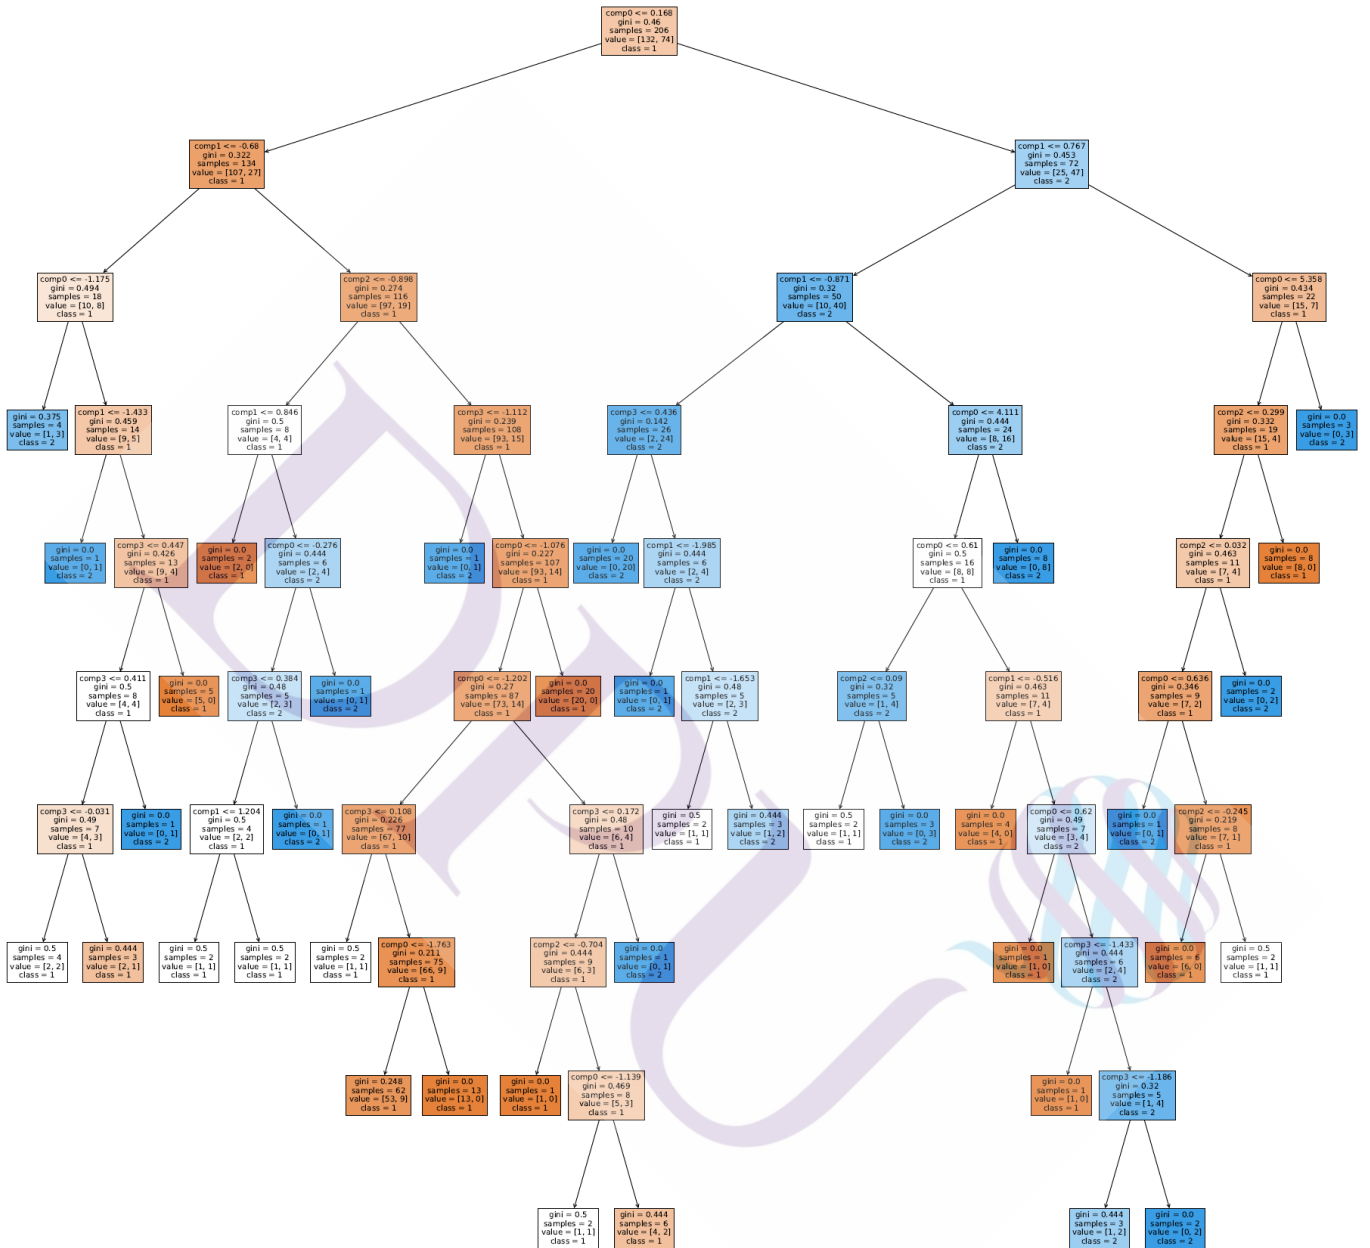 comp0 <= 0.168
gini = 0.46
samples = 206
value = [132, 74]
class = 1
comp1 <= -0.68
gini = 0.322
samples = 134
value = [107, 27]
class = 1
comp1 <= 0.767
gini = 0.453
samples = 72
value = [25, 47]
class = 2
comp0 <= -1.175
gini = 0.494
samples = 18
value = [10, 8]
class = 1
comp2 <= -0.898
gini = 0.274
samples = 116
value = [97, 19]
class = 1
comp1 <= -0.871
gini = 0.32
samples = 50
value = [10, 40]
class = 2
comp0 <= 5.358
gini = 0.434
samples = 22
value = [15, 7]
class = 1
gini = 0.375
samples = 4
value = [1, 3]
class = 2
comp1 <= -1.433
gini = 0.459
samples = 14
value = [9, 5]
class = 1
comp1 <= 0.846
gini = 0.5
samples = 8
value = [4, 4]
class = 1
comp3 <= -1.112
gini = 0.239
samples = 108
value = [93, 15]
class = 1
comp3 <= 0.436
gini = 0.142
samples = 26
value = [2, 24]
class = 2
comp0 <= 4.111
gini = 0.444
samples = 24
value = [8, 16]
class = 2
comp2 <= 0.299
gini = 0.332
samples = 19
value = [15, 4]
class = 1
gini = 0.0
samples = 3
value = [0, 3]
class = 2
gini = 0.0
samples = 1
value = [0, 1]
class = 2
comp3 <= 0.447
gini = 0.426
samples = 13
value = [9, 4]
class = 1
gini = 0.0
samples = 2
value = [2, 0]
class = 1
comp0 <= -0.276
gini = 0.444
samples = 6
value = [2, 4]
class = 2
gini = 0.0
samples = 1
value = [0, 1]
class = 2
comp0 <= -1.076
gini = 0.227
samples = 107
value = [93, 14]
class = 1
gini = 0.0
samples = 20
value = [0, 20]
class = 2
comp1 <= -1.985
gini = 0.444
samples = 6
value = [2, 4]
class = 2
comp0 <= 0.61
gini = 0.5
samples = 16
value = [8, 8]
class = 1
gini = 0.0
samples = 8
value = [0, 8]
class = 2
comp2 <= 0.032
gini = 0.463
samples = 11
value = [7, 4]
class = 1
gini = 0.0
samples = 8
value = [8, 0]
class = 1
comp3 <= 0.411
gini = 0.5
samples = 8
value = [4, 4]
class = 1
gini = 0.0
samples = 5
value = [5, 0]
class = 1
comp3 <= 0.384
gini = 0.48
samples = 5
value = [2, 3]
class = 2
gini = 0.0
samples = 1
value = [0, 1]
class = 2
comp0 <= -1.202
gini = 0.27
samples = 87
value = [73, 14]
class = 1
gini = 0.0
samples = 20
value = [20, 0]
class = 1
gini = 0.0
samples = 1
value = [0, 1]
class = 2
comp1 <= -1.653
gini = 0.48
samples = 5
value = [2, 3]
class = 2
comp2 <= 0.09
gini = 0.32
samples = 5
value = [1, 4]
class = 2
comp1 <= -0.516
gini = 0.463
samples = 11
value = [7, 4]
class = 1
comp0 <= 0.636
gini = 0.346
samples = 9
value = [7, 2]
class = 1
gini = 0.0
samples = 2
value = [0, 2]
class = 2
comp3 <= -0.031
gini = 0.49
samples = 7
value = [4, 3]
class = 1
gini = 0.0
samples = 1
value = [0, 1]
class = 2
comp1 <= 1.204
gini = 0.5
samples = 4
value = [2, 2]
class = 1
gini = 0.0
samples = 1
value = [0, 1]
class = 2
comp3 <= 0.108
gini = 0.226
samples = 77
value = [67, 10]
class = 1
comp3 <= 0.172
gini = 0.48
samples = 10
value = [6, 4]
class = 1
gini = 0.5
samples = 2
value = [1, 1]
class = 1
gini = 0.444
samples = 3
value = [1, 2]
class = 2
gini = 0.5
samples = 2
value = [1, 1]
class = 1
gini = 0.0
samples = 3
value = [0, 3]
class = 2
gini = 0.0
samples = 4
value = [4, 0]
class = 1
comp0 <= 0.62
gini = 0.49
samples = 7
value = [3, 4]
class = 2
gini = 0.0
samples = 1
value = [0, 1]
class = 2
comp2 <= -0.245
gini = 0.219
samples = 8
value = [7, 1]
class = 1
gini = 0.5
samples = 4
value = [2, 2]
class = 1
gini = 0.444
samples = 3
value = [2, 1]
class = 1
gini = 0.5
samples = 2
value = [1, 1]
class = 1
gini = 0.5
samples = 2
value = [1, 1]
class = 1
gini = 0.5
samples = 2
value = [1, 1]
class = 1
comp0 <= -1.763
gini = 0.211
samples = 75
value = [66, 9]
class = 1
comp2 <= -0.704
gini = 0.444
samples = 9
value = [6, 3]
class = 1
gini = 0.0
samples = 1
value = [0, 1]
class = 2
gini = 0.0
samples = 1
value = [1, 0]
class = 1
comp3 <= -1.433
gini = 0.444
samples = 6
value = [2, 4]
class = 2
gini = 0.0
samples = 6
value = [6, 0]
class = 1
gini = 0.5
samples = 2
value = [1, 1]
class = 1
gini = 0.248
samples = 62
value = [53, 9]
class = 1
gini = 0.0
samples = 13
value = [13, 0]
class = 1
gini = 0.0
samples = 1
value = [1, 0]
class = 1
comp0 <= -1.139
gini = 0.469
samples = 8
value = [5, 3]
class = 1
gini = 0.0
samples = 1
value = [1, 0]
class = 1
comp3 <= -1.186
gini = 0.32
samples = 5
value = [1, 4]
class = 2
gini = 0.5
samples = 2
value = [1, 1]
class = 1
gini = 0.444
samples = 6
value = [4, 2]
class = 1
gini = 0.444
samples = 3
value = [1, 2]
class = 2
gini = 0.0
samples = 2
value = [0, 2]
class = 2
DPU